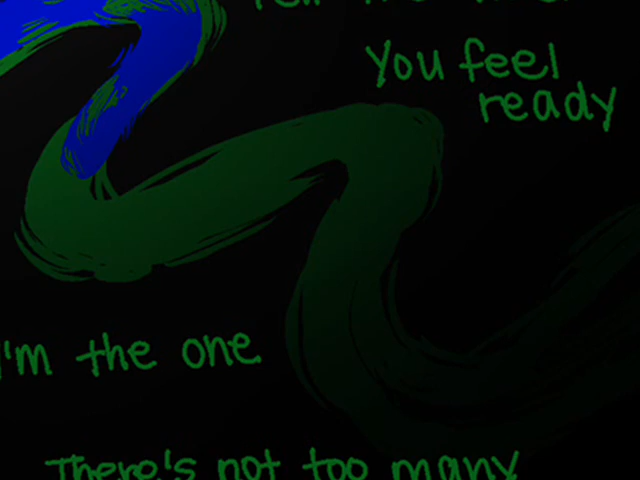 You feel
ready
I'm the one
There's not too many